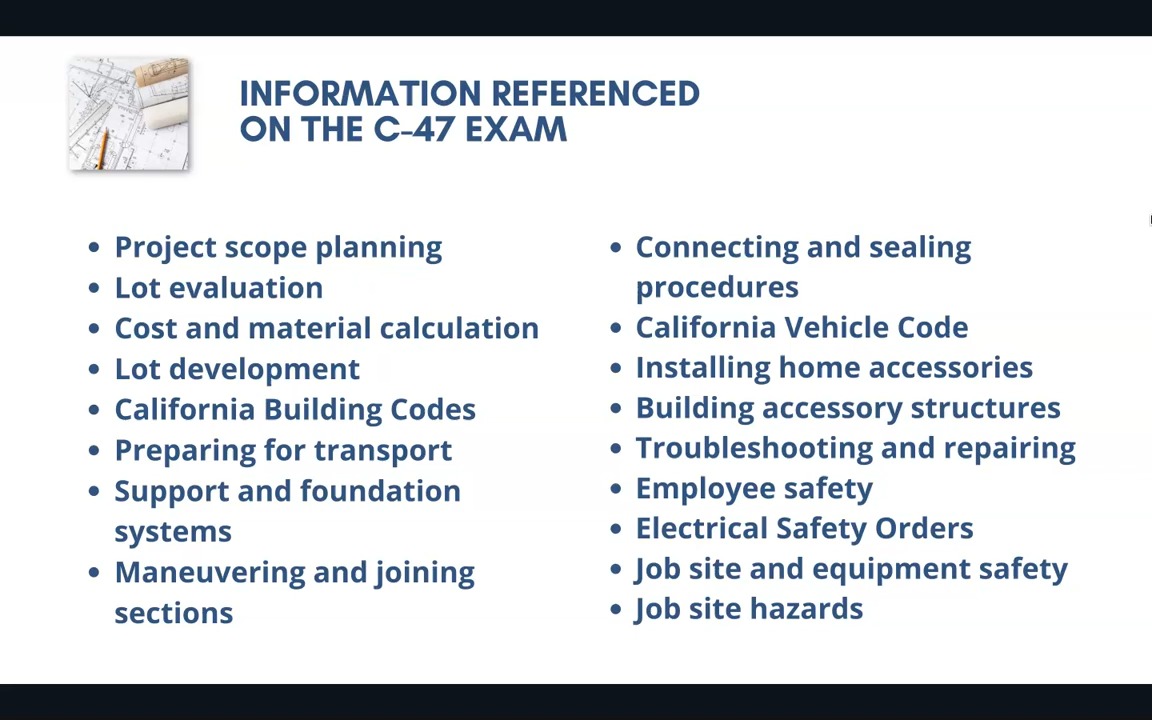 INFORMATION REFERENCED
ON THE C-47 EXAM
• Project scope planning
• Lot evaluation
• Cost and material calculation
• Lot development
• California Building Codes
• Preparing for transport
• Support and foundation
systems
• Maneuvering and joining
sections
• Connecting and sealing
procedures
• California Vehicle Code
• Installing home accessories
• Building accessory structures
• Troubleshooting and repairing
• Employee safety
• Electrical Safety Orders
• Job site and equipment safety
• Job site hazards